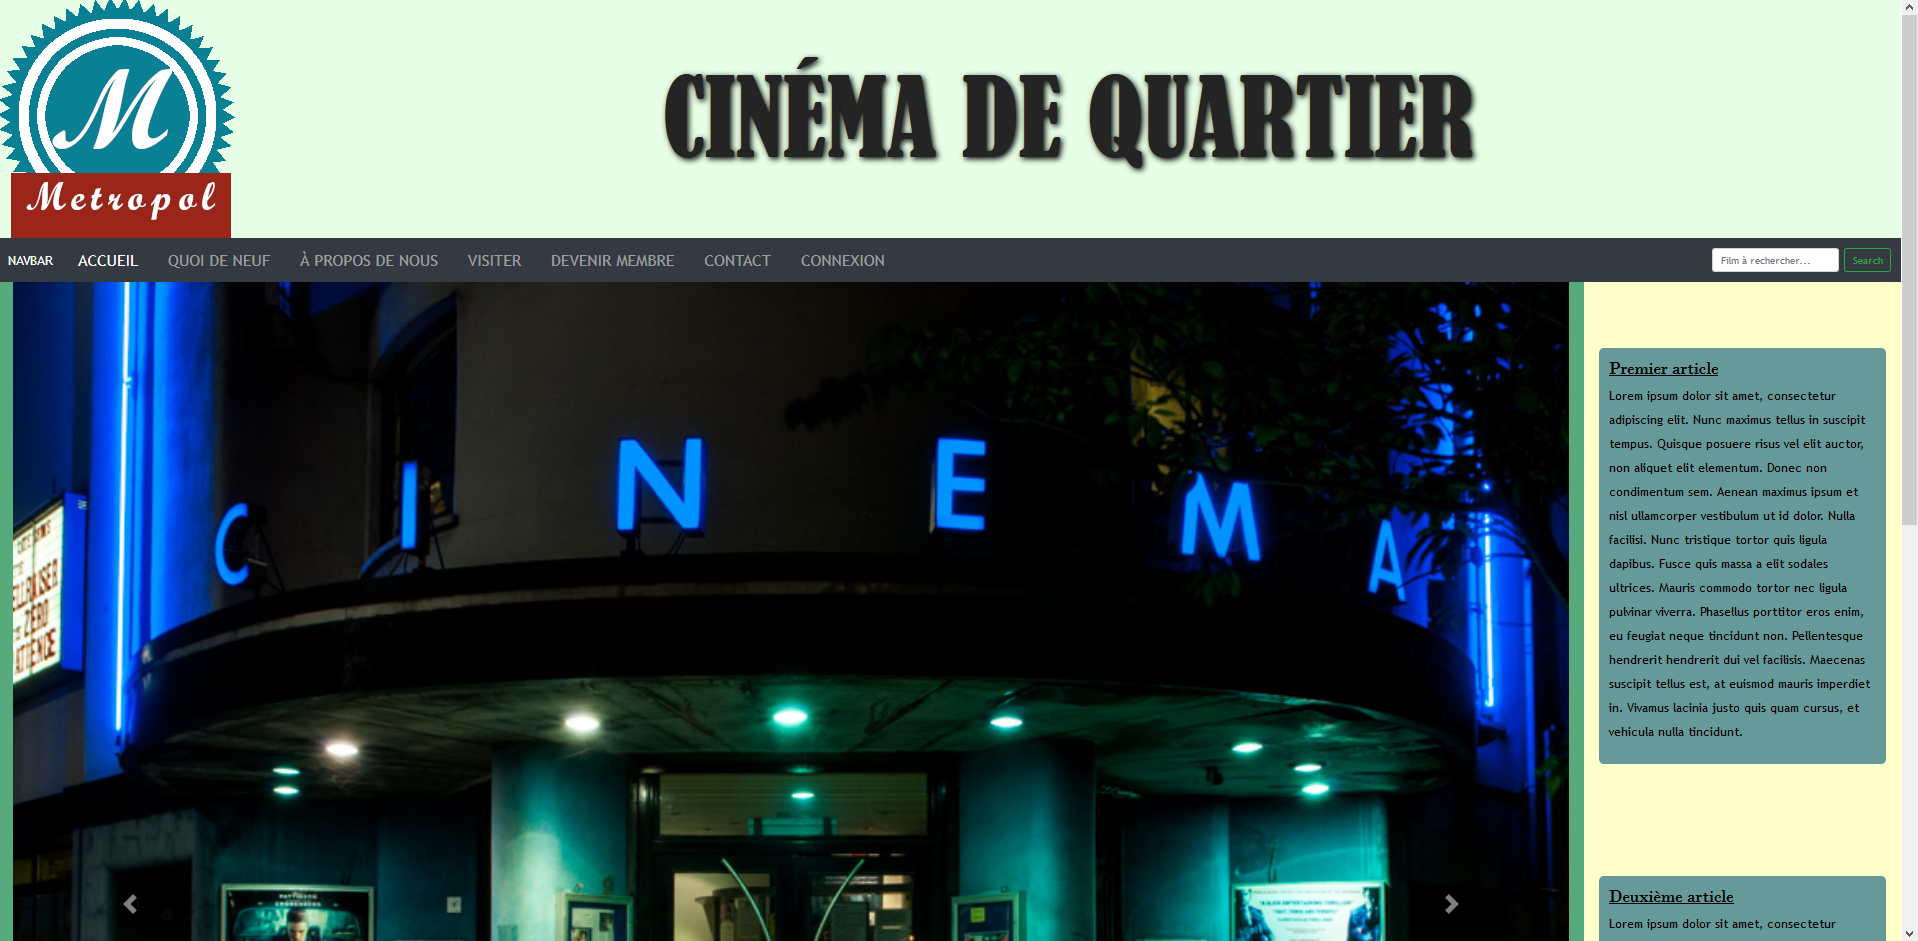 M
Metropol
CINÉMA DE QUARTIER
NAVBAR ACCUEIL QUOI DE NEUF À PROPOS DE NOUS VISITER DEVENIR MEMBRE CONTACT CONNEXION Film à rechercher... Search
CINEMA
ZERO
PATIENCE
Premier article
Lorem ipsum dolor sit amet, consectetur
adipiscing elit. Nunc maximus tellus in suscipit
tempus. Quisque posuere risus vel elit auctor,
non aliquet elit elementum. Donec non
condimentum sem. Aenean maximus ipsum et
nisl ullamcorper vestibulum ut id dolor. Nulla
facilisi. Nunc tristique tortor quis ligula
dapibus. Fusce quis massa a elit sodales
ultrices. Mauris commodo tortor nec ligula
pulvinar viverra. Phasellus porttitor eros enim,
eu feugiat neque tincidunt non. Pellentesque
hendrerit hendrerit dui vel facilisis. Maecenas
suscipit tellus est, at euismod mauris imperdiet
in. Vivamus lacinia justo quis quam cursus, et
vehicula nulla tincidunt.
Deuxième article
Lorem ipsum dolor sit amet, consectetur